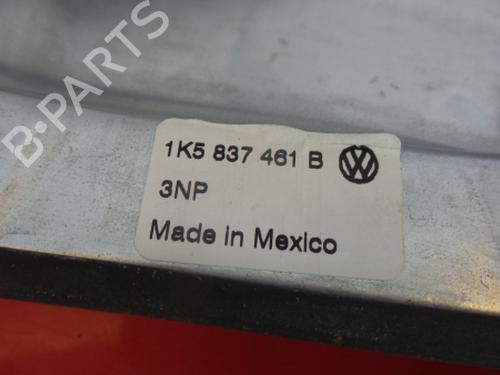 B-PARTS
1K5 837 461 B
3NP
Made in Mexico